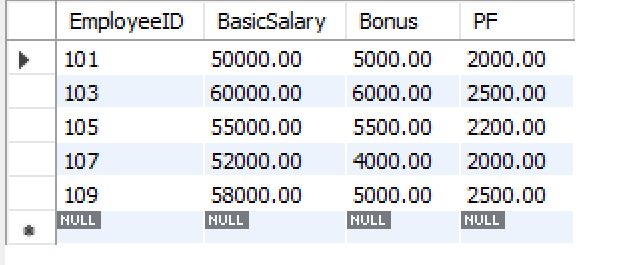 EmployeeID BasicSalary Bonus PF
101 50000.00 5000.00 2000.00
103 60000.00 6000.00 2500.00
105 55000.00 5500.00 2200.00
107 52000.00 4000.00 2000.00
109 58000.00 5000.00 2500.00
NULL NULL NULL NULL